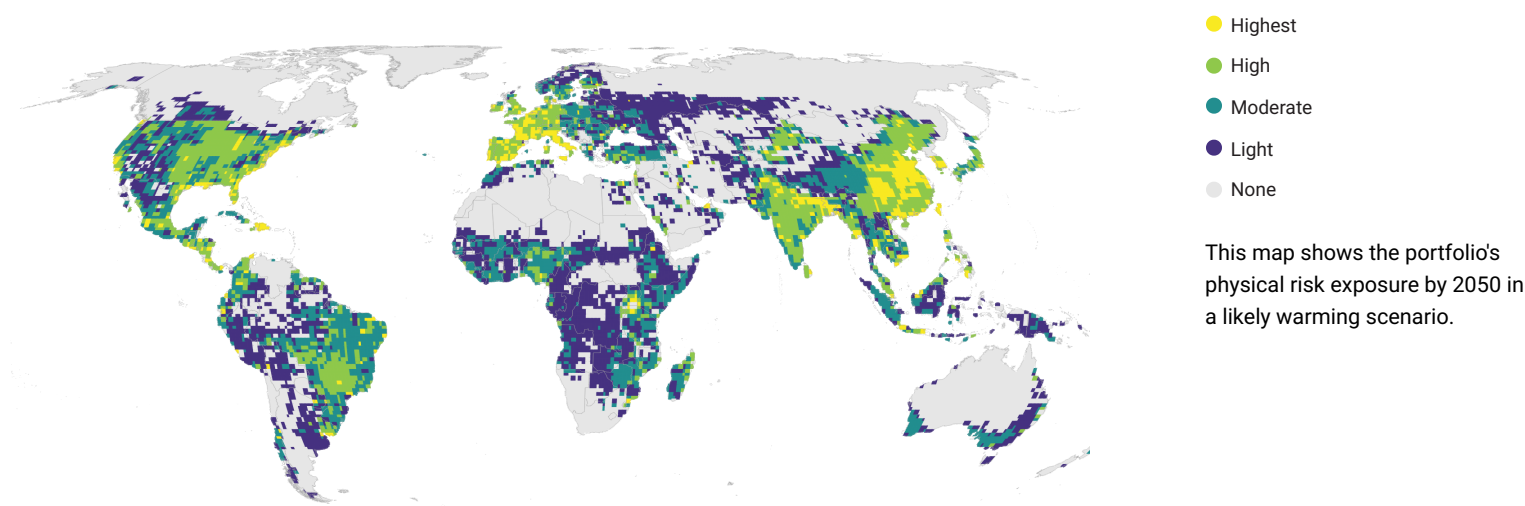 Highest
High
Moderate
Light
None
This map shows the portfolio's
physical risk exposure by 2050 in
a likely warming scenario.